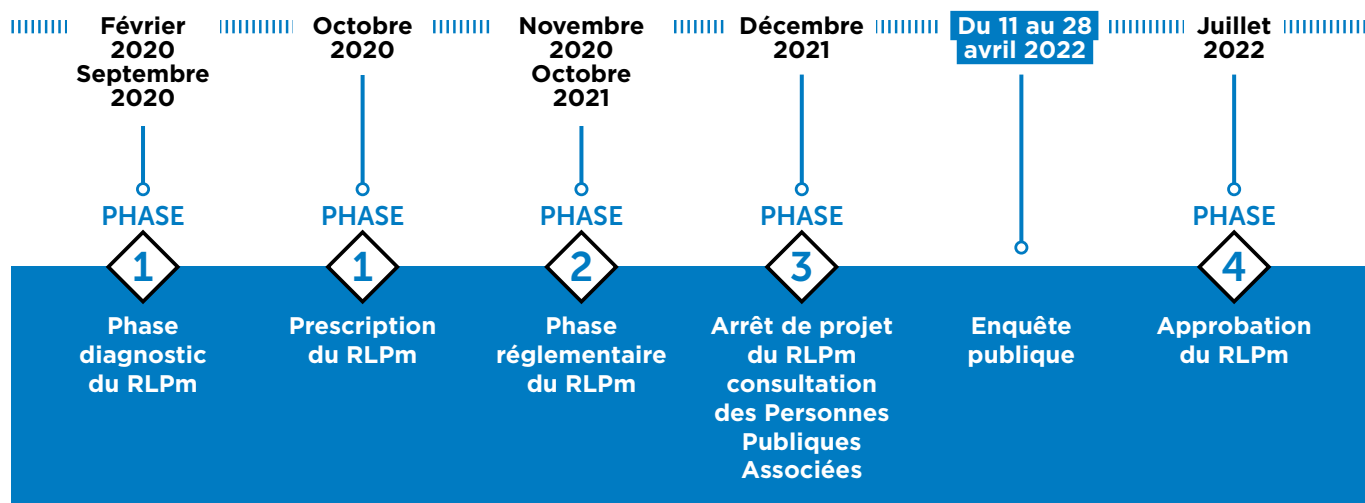 Février
2020
Septembre
2020
PHASE
1
Phase
diagnostic
du RLPm
Octobre
2020
PHASE
1
Prescription
du RLPm
Novembre
2020
Octobre
2021
PHASE
2
Phase
réglementaire
du RLPm
Décembre
2021
PHASE
3
Arrêt de projet
du RLPm
consultation
des Personnes
Publiques
Associées
Du 11 au 28
avril 2022
Enquête
publique
Juillet
2022
PHASE
4
Approbation
du RLPm